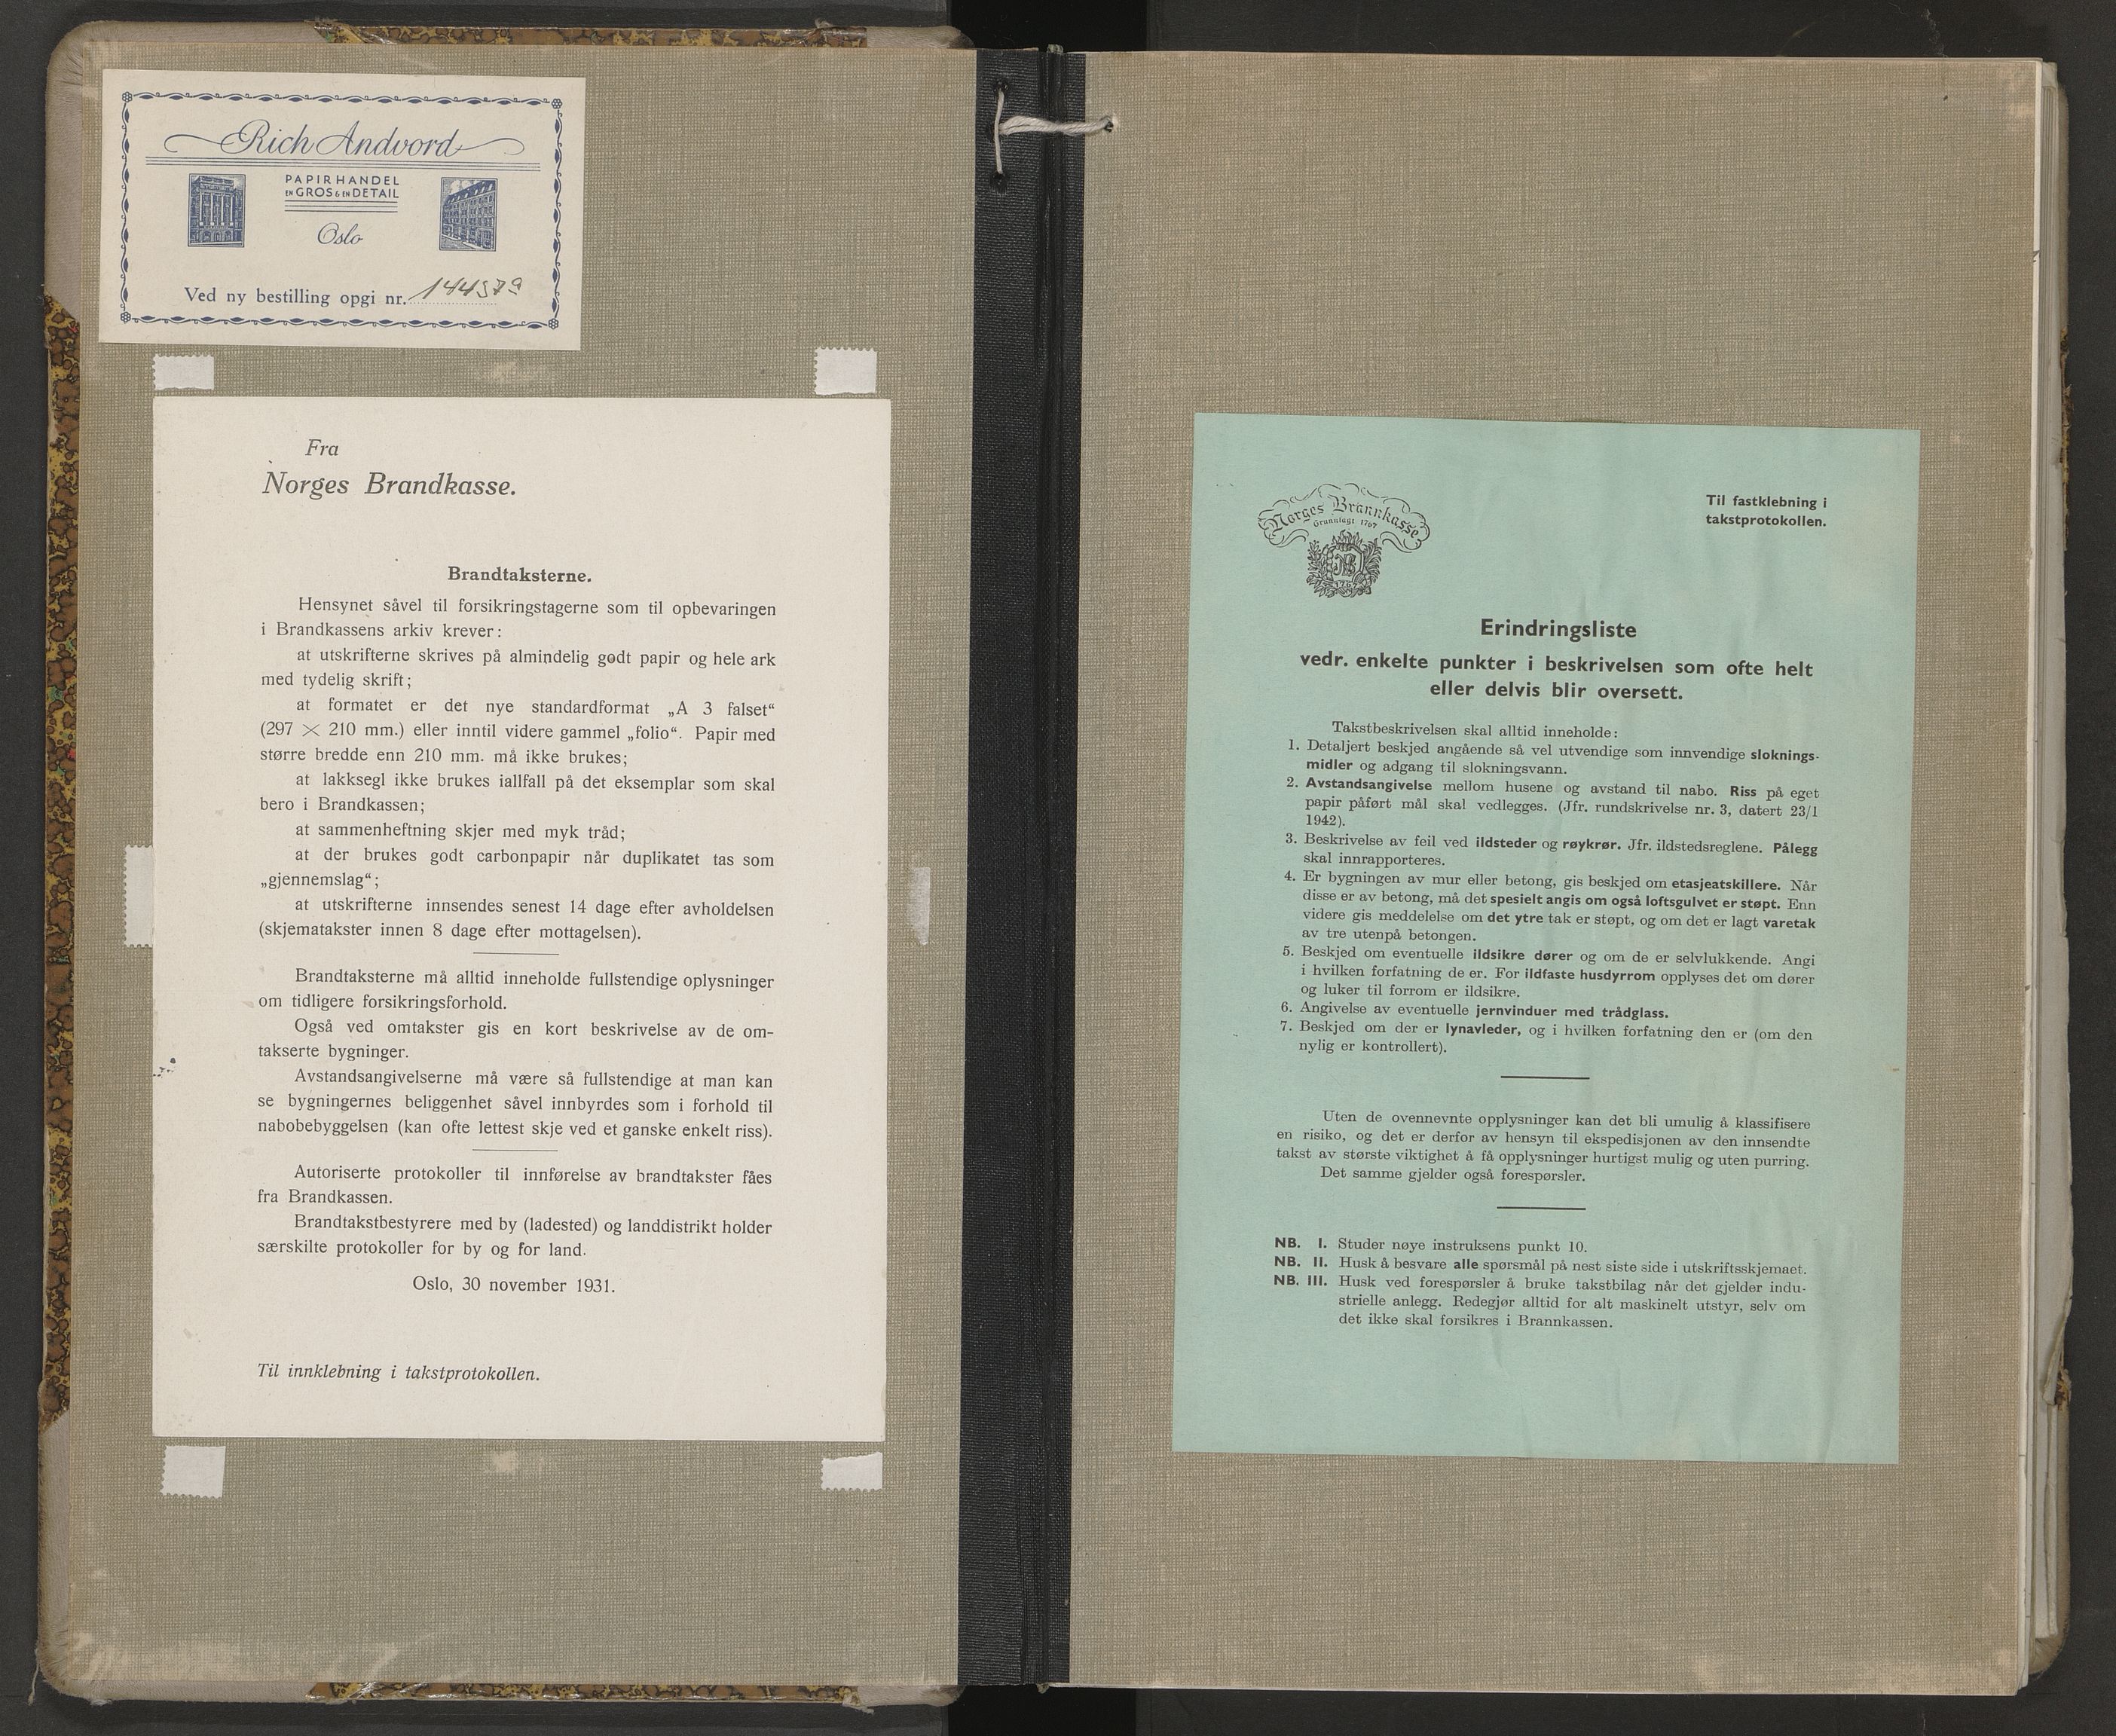 Rich Andvord
PAPIRHANDEL
EN GROS & EN DETAIL
Oslo
Ved ny bestilling opgi nr.
Fra
Norges Brandkasse.
Brandtaksterne.
Hensynet såvel til forsikringstagerne som til opbevaringen
i Brandkassens arkiv krever:
at utskrifterne skrives på almindelig godt papir og hele ark
med tydelig skrift;
at formatet er det nye standardformat „A 3 falset“
(297 × 210 mm.) eller inntil videre gammel „folio“. Papir med
større bredde enn 210 mm. må ikke brukes;
at lakksegl ikke brukes iallfall på det eksemplar som skal
bero i Brandkassen;
at sammenheftning skjer med myk tråd;
at der brukes godt carbonpapir når duplikatet tas som
„gjennemslag“;
at utskrifterne innsendes senest 14 dage efter avholdelsen
(skjematakster innen 8 dage efter mottagelsen).
Brandtaksterne må alltid inneholde fullstendige oplysninger
om tidligere forsikringsforhold.
Også ved omtakster gis en kort beskrivelse av de om-
takserte bygninger.
Avstandsangivelserne må være så fullstendige at man kan
se bygningernes beliggenhet såvel innbyrdes som i forhold til
nabobebyggelsen (kan ofte lettest skje ved et ganske enkelt riss).
Autoriserte protokoller til innførelse av brandtakster fåes
fra Brandkassen.
Brandtakstbestyrere med by (ladested) og landdistrikt holder
særskilte protokoller for by og for land.
Oslo, 30 november 1931.
Til innklebning i takstprotokollen.
Norges Brannkasse
Grunnlagt 1767
1767
Til fastklebning i
takstprotokollen.
Erindringsliste
vedr. enkelte punkter i beskrivelsen som ofte helt
eller delvis blir oversett.
Takstbeskrivelsen skal alltid inneholde:
1. Detaljert beskjed angående så vel utvendige som innvendige sloknings-
midler og adgang til slokningsvann.
2. Avstandsangivelse mellom husene og avstand til nabo. Riss på eget
papir påført mål skal vedlegges. (Jfr. rundskrivelse nr. 3, datert 23/1
1942).
3. Beskrivelse av feil ved ildsteder og røykrør. Jfr. ildstedsreglene. Pålegg
skal innrapporteres.
4. Er bygningen av mur eller betong, gis beskjed om etasjeatskillere. Når
disse er av betong, må det spesielt angis om også loftsgulvet er støpt. Enn
videre gis meddelelse om det ytre tak er støpt, og om det er lagt varetak
av tre utenpå betongen.
5. Beskjed om eventuelle ildsikre dører og om de er selvlukkende. Angi
i hvilken forfatning de er. For ildfaste husdyrrom opplyses det om dører
og luker til forrom er ildsikre.
6. Angivelse av eventuelle jernvinduer med trådglass.
7. Beskjed om der er lynavleder, og i hvilken forfatning den er (om den
nylig er kontrollert).
Uten de ovennevnte opplysninger kan det bli umulig å klassifisere
en risiko, og det er derfor av hensyn til ekspedisjonen av den innsendte
takst av største viktighet å få opplysninger hurtigst mulig og uten purring.
Det samme gjelder også forespørsler.
NB. I. Studer nøye instruksens punkt 10.
NB. II. Husk å besvare alle spørsmål på nest siste side i utskriftsskjemaet.
NB. III. Husk ved forespørsler å bruke takstbilag når det gjelder indu-
strielle anlegg. Redegjør alltid for alt maskinelt utstyr, selv om
det ikke skal forsikres i Brannkassen.